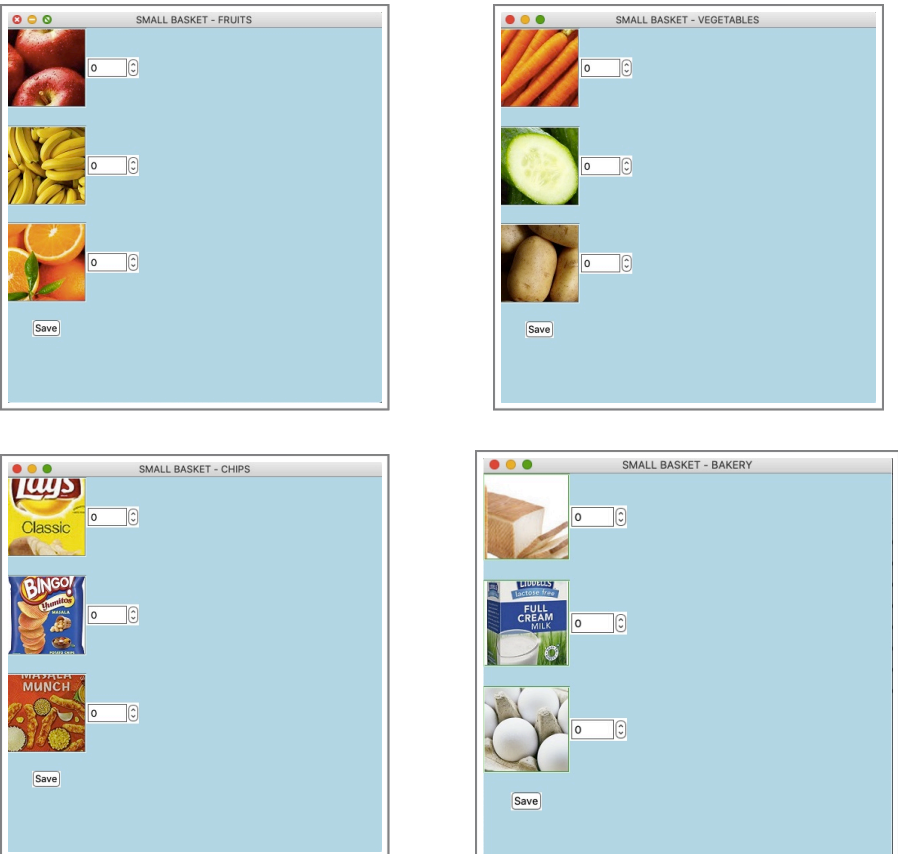 SMALL BASKET - FRUITS
0
0
0
Save
SMALL BASKET - VEGETABLES
0
0
0
Save
SMALL BASKET - CHIPS
Lay's
Classic
0
BINGO!
Yumitos
MASALA
0
MASALA
MUNCH
0
Save
SMALL BASKET - BAKERY
0
LIDDELLS
lactose free
FULL
CREAM
MILK
0
0
Save